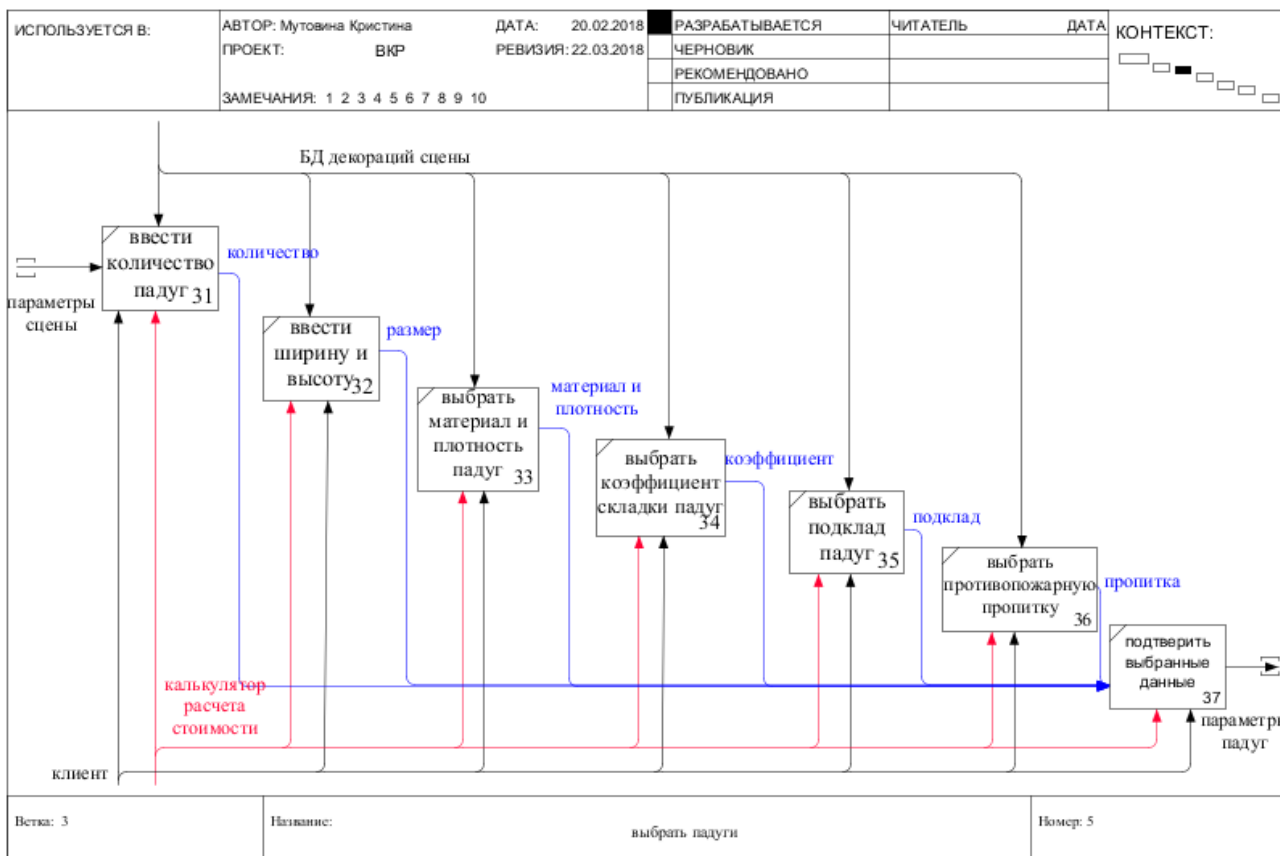 ИСПОЛЬЗУЕТСЯ В:
АВТОР: Мутовина Кристина
ДАТА: 20.02.2018
ПРОЕКТ: ВКР
РЕВИЗИЯ: 22.03.2018
ЗАМЕЧАНИЯ: 1 2 3 4 5 6 7 8 9 10
РАЗРАБАТЫВАЕТСЯ
ЧЕРНОВИК
РЕКОМЕНДОВАНО
ПУБЛИКАЦИЯ
ЧИТАТЕЛЬ
ДАТА
КОНТЕКСТ:
БД декораций сцены
ввести
количество
падуг 31
количество
параметры
сцены
ввести
ширину и
высоту 32
размер
выбрать
материал и
плотность
падуг 33
материал и
плотность
выбрать
коэффициент
складки падуг
34
коэффициент
выбрать
подклад
падуг 35
подклад
выбрать
противопожарную
пропитку 36
пропитка
подтверить
выбранные
данные
37
параметры
падуг
калькулятор
расчета
стоимости
клиент
Ветка: 3
Название:
выбрать падуги
Номер: 5